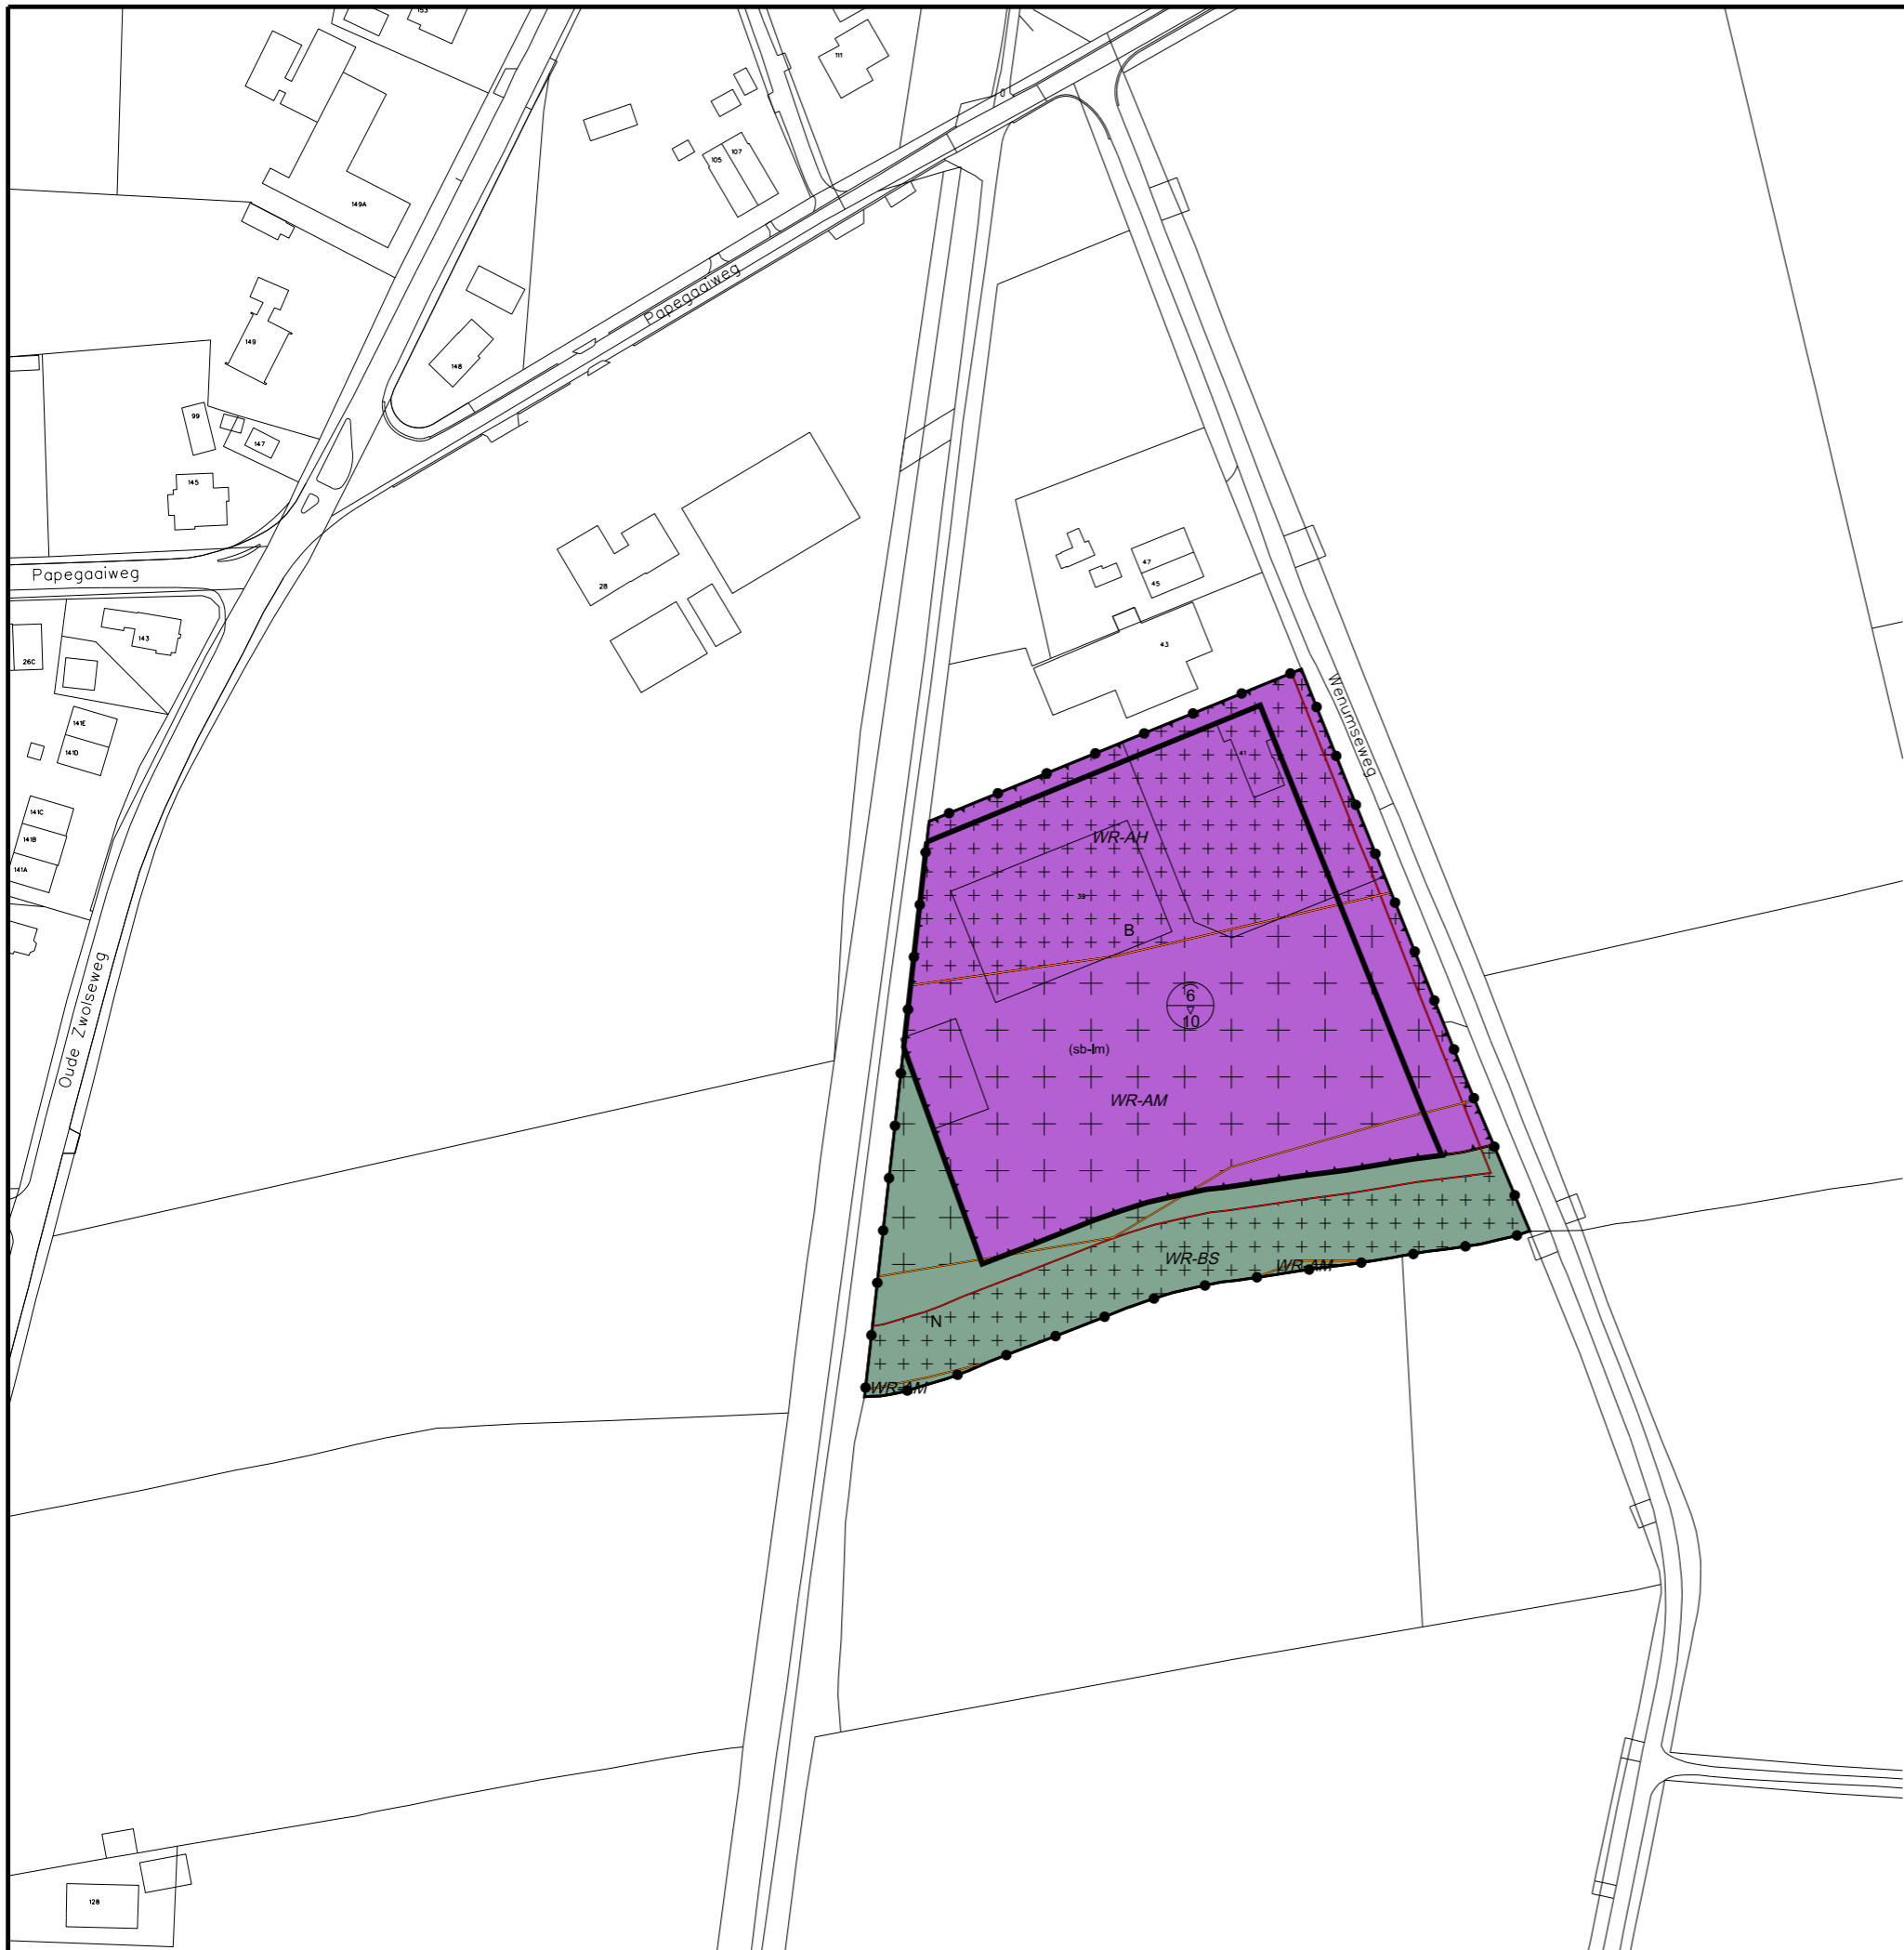 153
111
105
107
149A
Papegaaiweg
149
148
99
147
145
Papegaaiweg
28
47
45
143
26C
43
Wenumseweg
141E
141D
41
141C
WR-AH
141B
141A
39
B
Oude Zwolseweg
6
10
(sb-lm)
WR-AM
WR-BS
WR-AM
N
WR-AM
128